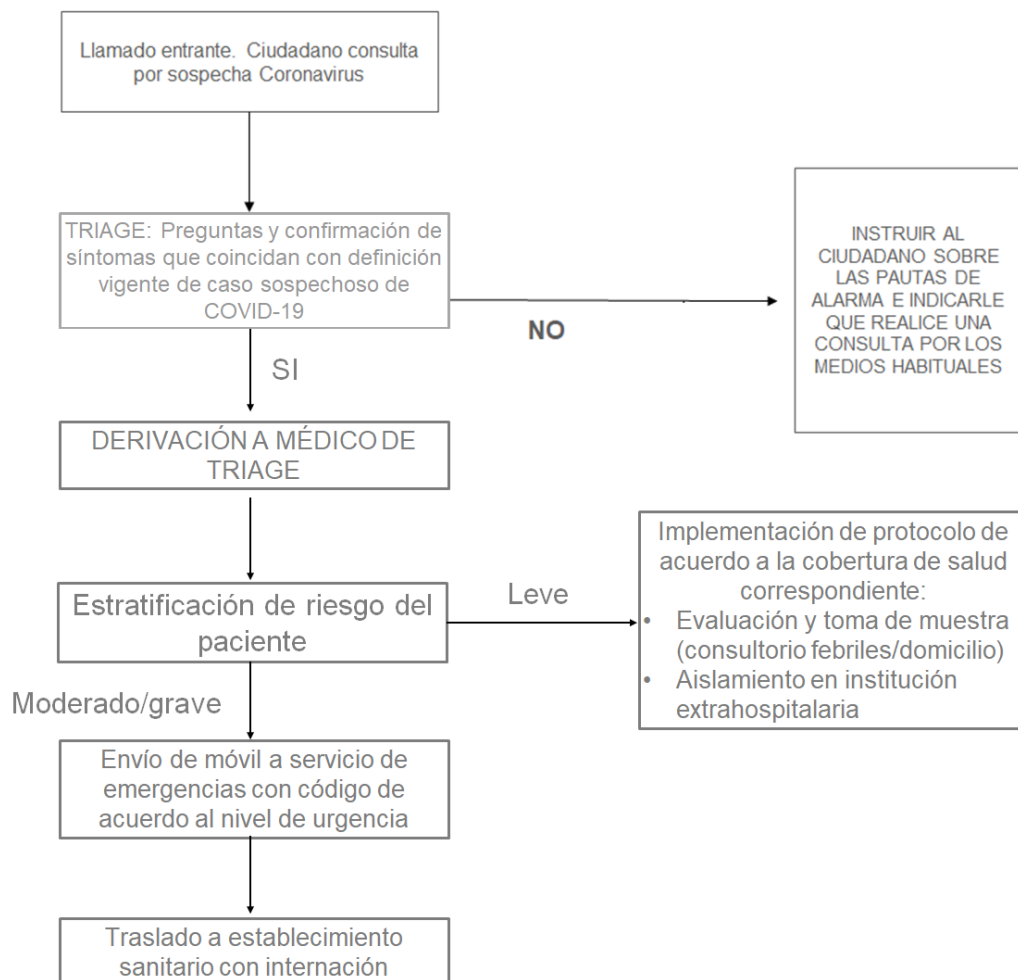 Llamado entrante. Ciudadano consulta
por sospecha Coronavirus
TRIAGE: Preguntas y confirmación de
síntomas que coincidan con definición
vigente de caso sospechoso de
COVID-19
NO
INSTRUIR AL
CIUDADANO SOBRE
LAS PAUTAS DE
ALARMA E INDICARLE
QUE REALICE UNA
CONSULTA POR LOS
MEDIOS HABITUALES
SI
DERIVACIÓN A MÉDICO DE
TRIAGE
Estratificación de riesgo del
paciente
Leve
Implementación de protocolo de
acuerdo a la cobertura de salud
correspondiente:
• Evaluación y toma de muestra
(consultorio febriles/domicilio)
• Aislamiento en institución
extrahospitalaria
Moderado/grave
Envío de móvil a servicio de
emergencias con código de
acuerdo al nivel de urgencia
Traslado a establecimiento
sanitario con internación